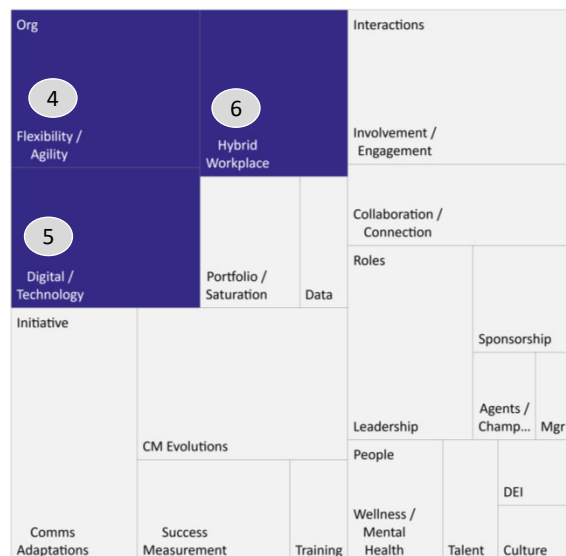 Org
4
Flexibility /
Agility
6
Hybrid
Workplace
5
Digital /
Technology
Portfolio /
Saturation
Data
Interactions
Involvement /
Engagement
Collaboration /
Connection
Initiative
Comms
Adaptations
CM Evolutions
Success
Measurement
Training
Roles
Leadership
Sponsorship
Agents /
Champ...
Mgr
People
Wellness /
Mental
Health
Talent
DEI
Culture